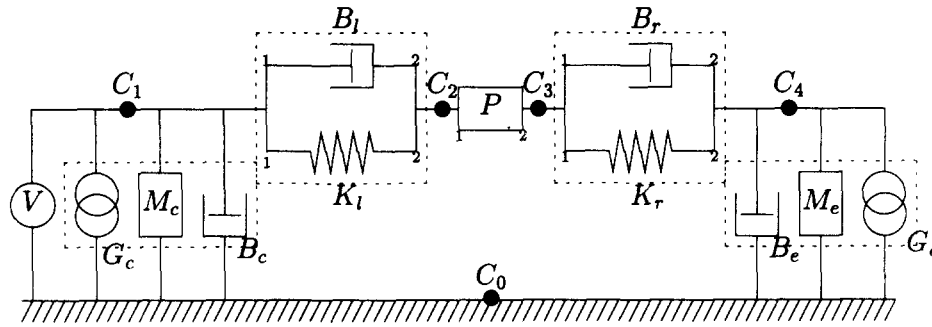 B_l
B_r
1 2 1 2
C_1 C_2 P C_3 C_4
1 2
1 2 1 2
K_l K_r
V M_c M_e
G_c B_c B_e
C_0